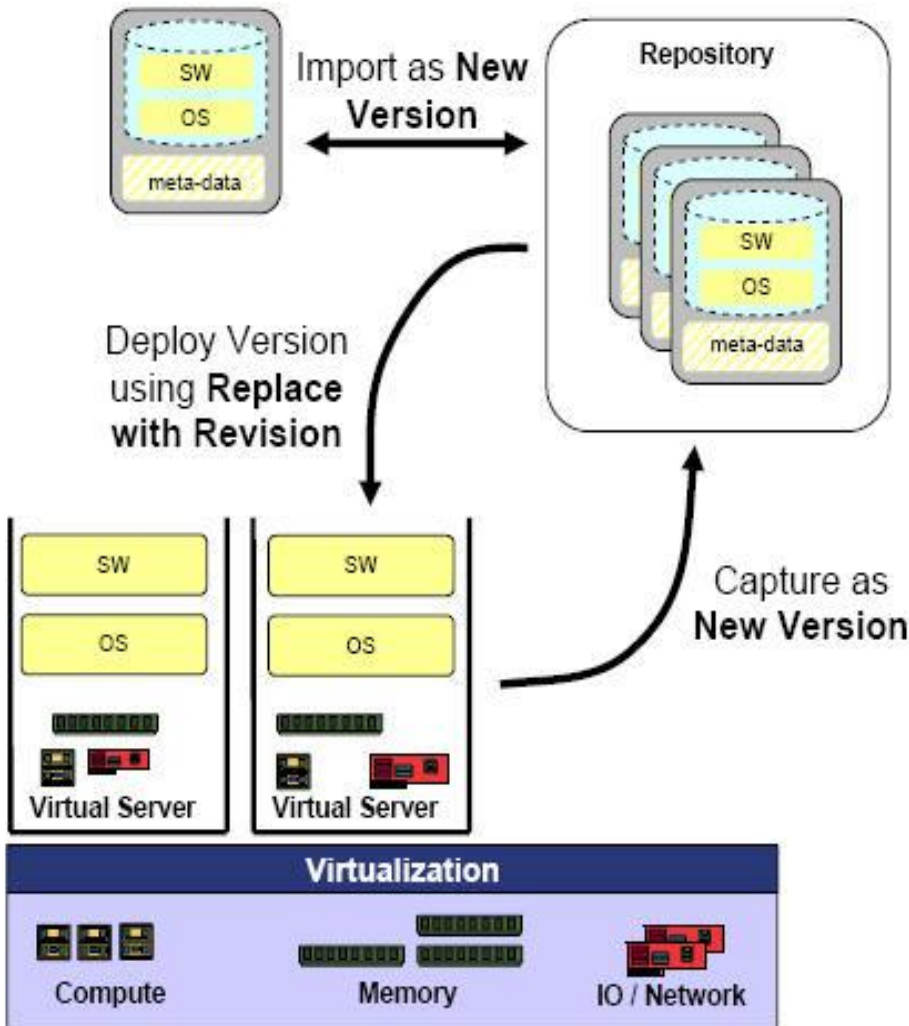 SW
OS
meta-data
Import as New
Version
Repository
SW
OS
meta-data
Deploy Version
using Replace
with Revision
Capture as
New Version
SW
OS
Virtual Server
SW
OS
Virtual Server
Virtualization
Compute
Memory
IO / Network